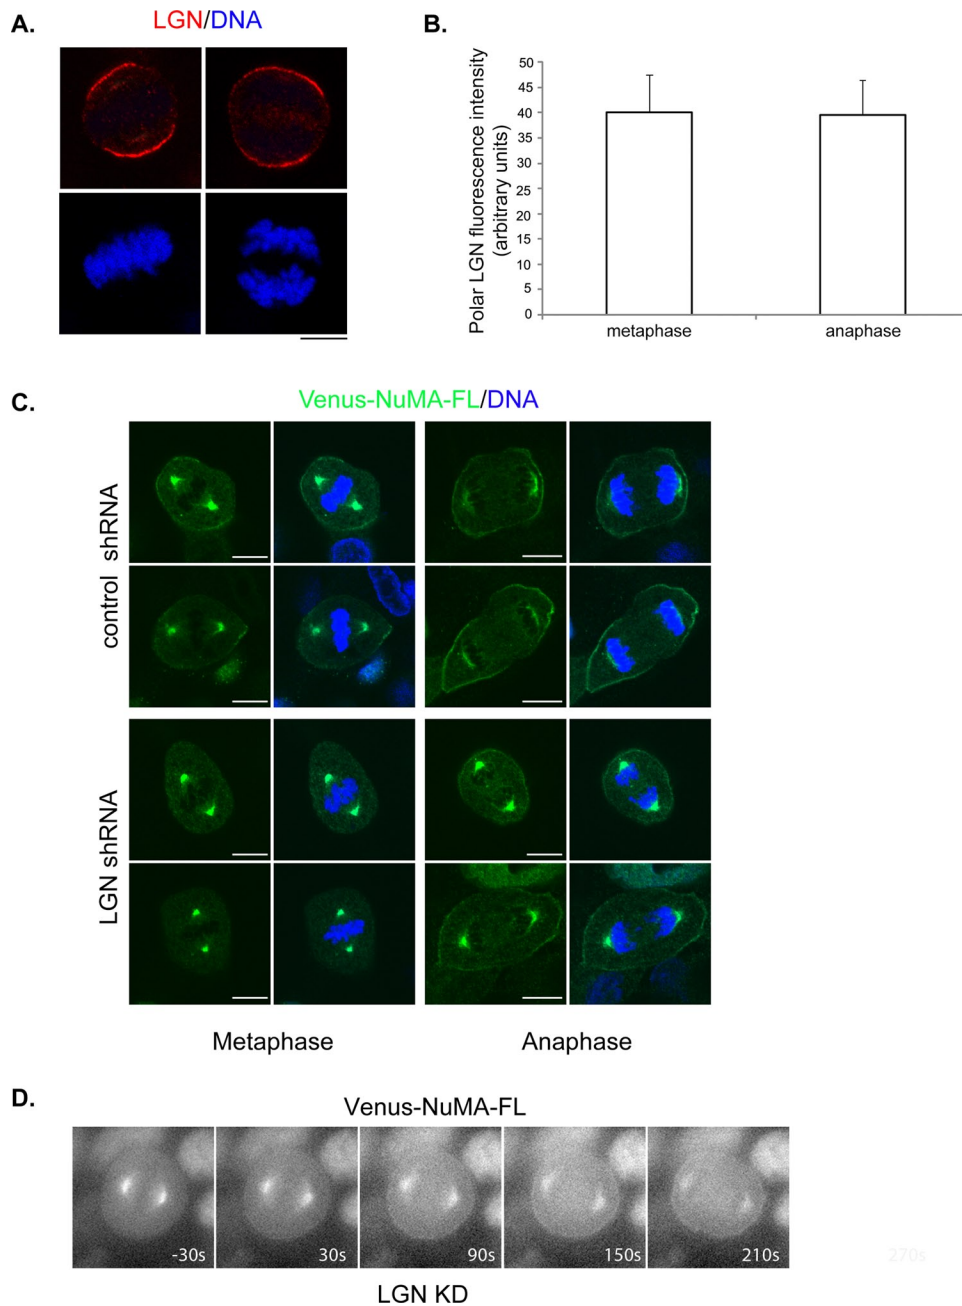 A.
LGN/DNA
B.
Polar LGN fluorescence intensity
(arbitrary units)
50
45
40
35
30
25
20
15
10
5
0
metaphase
anaphase
C.
Venus-NuMA-FL/DNA
control shRNA
LGN shRNA
Metaphase
Anaphase
D.
Venus-NuMA-FL
-30s
30s
90s
150s
210s
270s
LGN KD